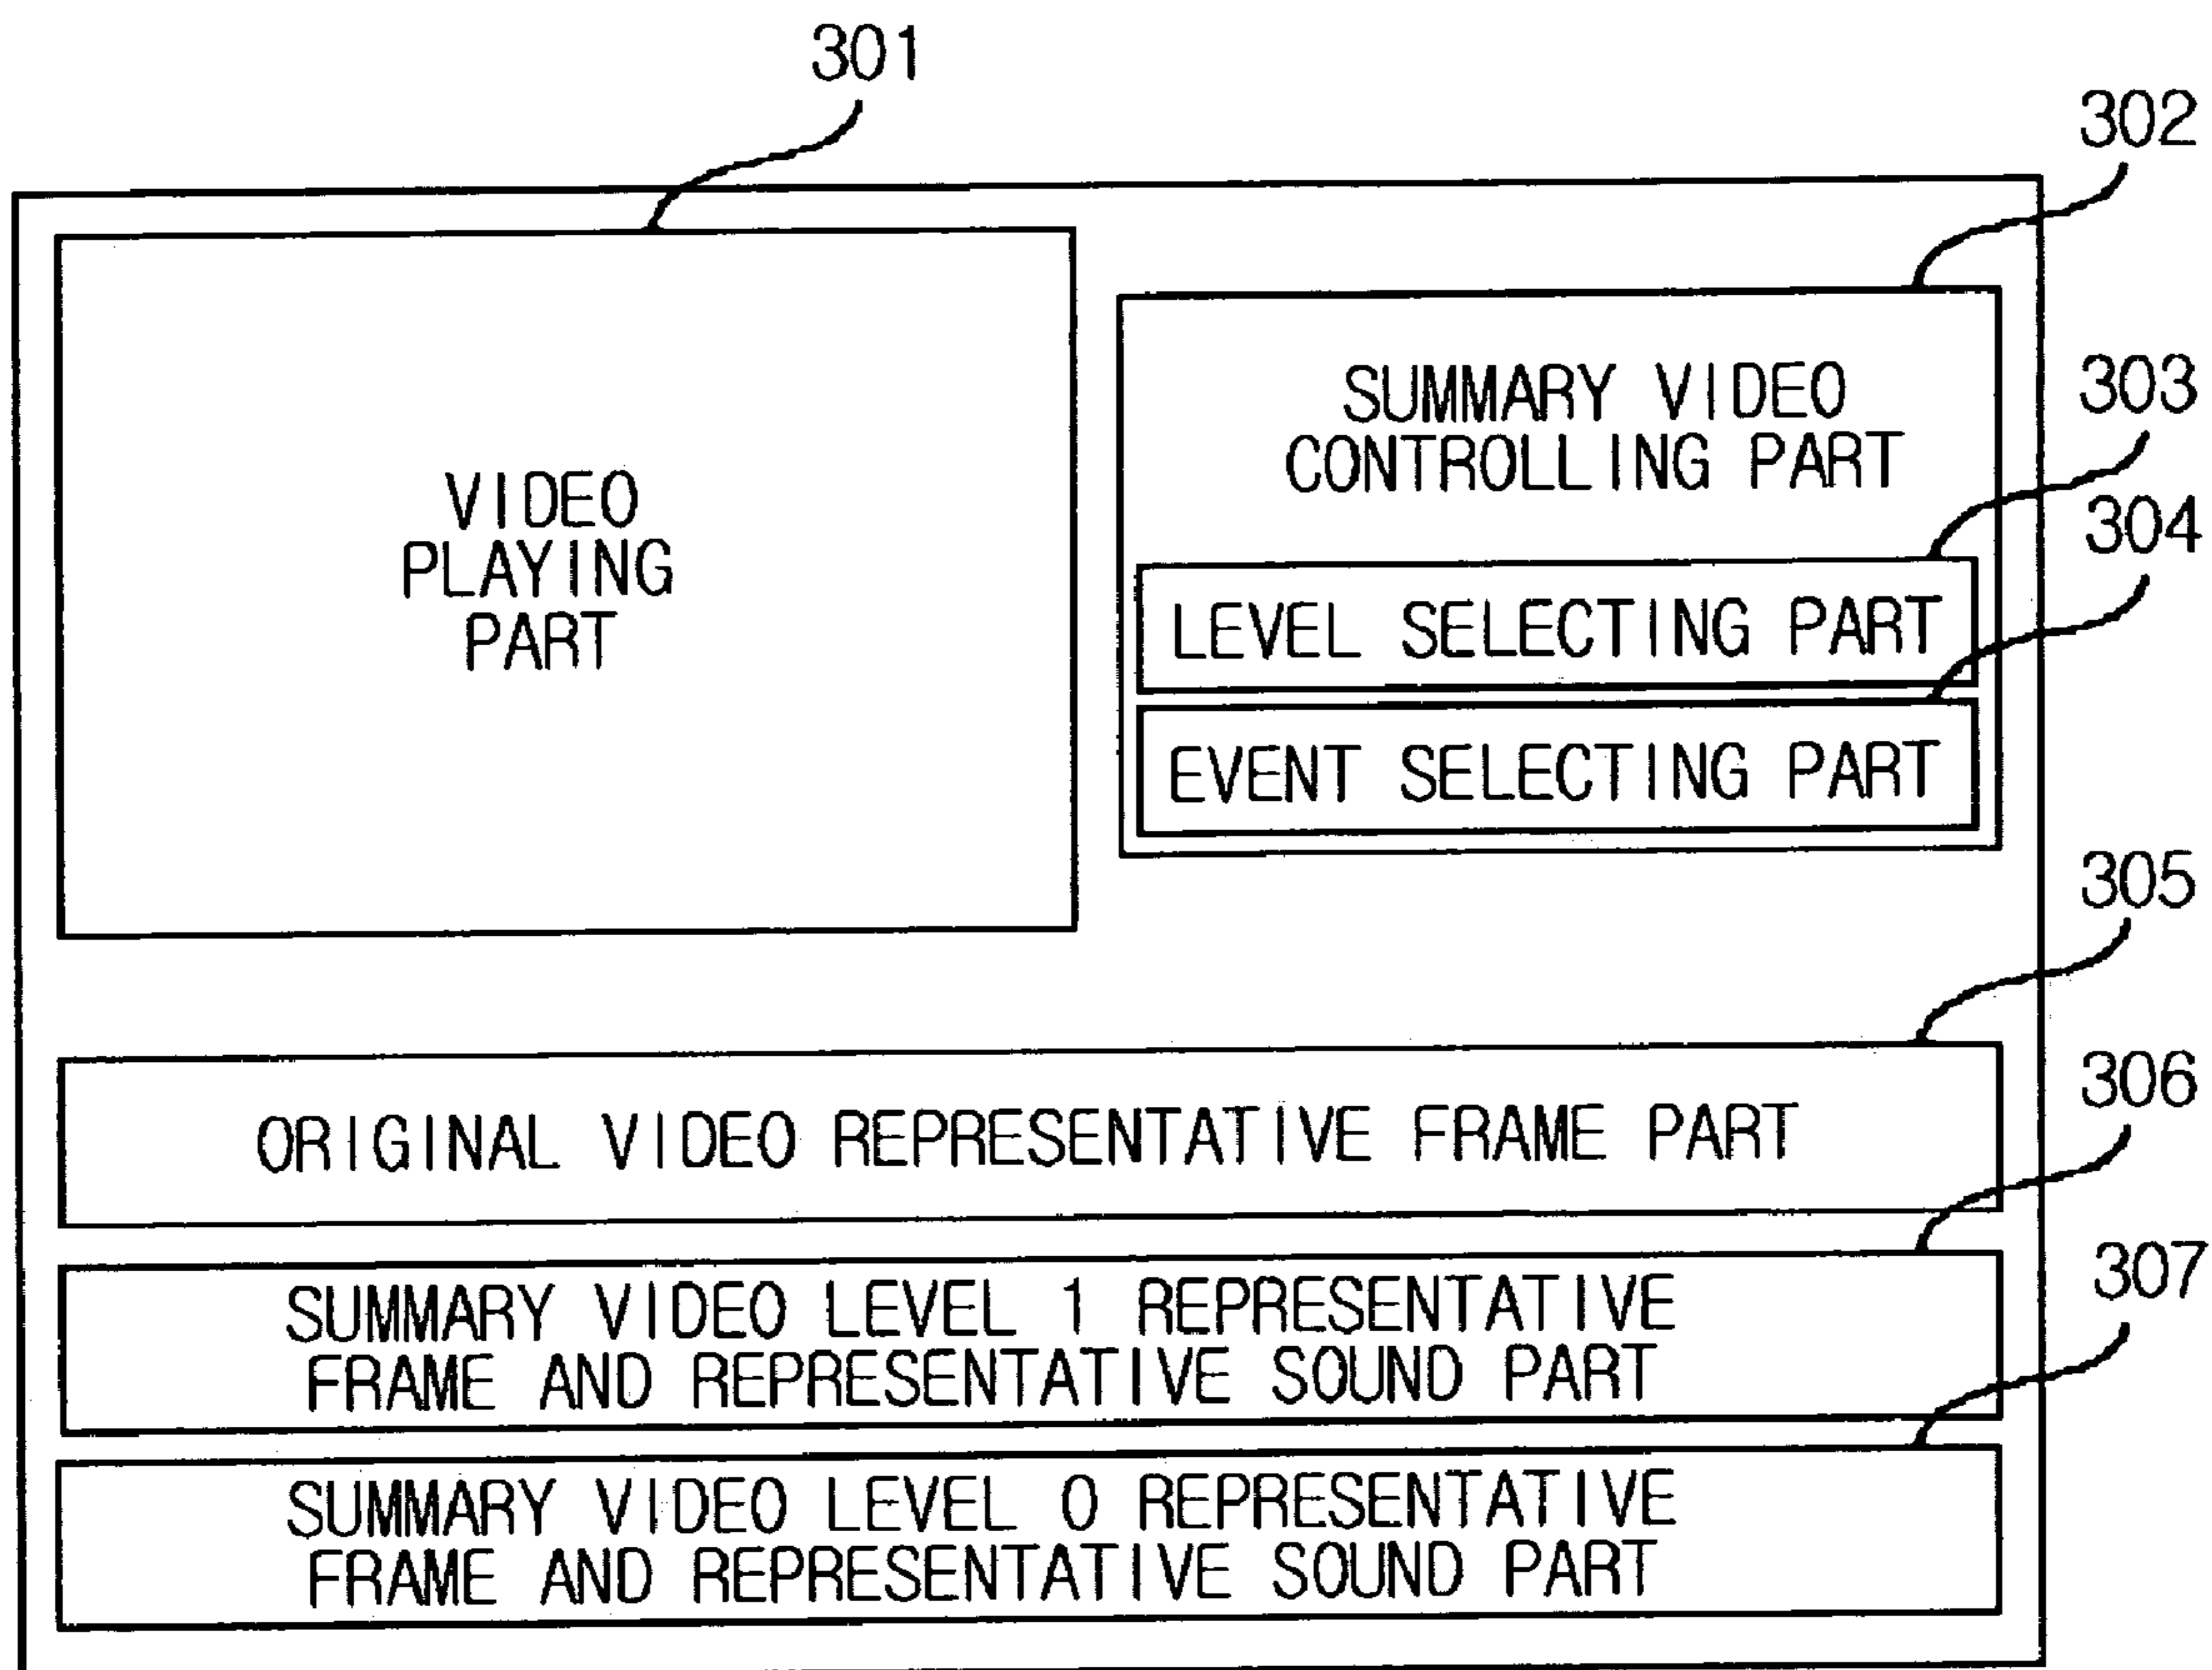 301
302
VIDEO
PLAYING
PART
SUMMARY VIDEO
CONTROLLING PART
303
304
LEVEL SELECTING PART
EVENT SELECTING PART
305
ORIGINAL VIDEO REPRESENTATIVE FRAME PART
306
SUMMARY VIDEO LEVEL 1 REPRESENTATIVE
FRAME AND REPRESENTATIVE SOUND PART
307
SUMMARY VIDEO LEVEL 0 REPRESENTATIVE
FRAME AND REPRESENTATIVE SOUND PART